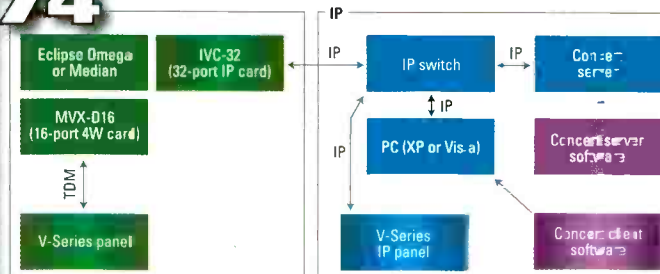 74
IP
Eclipse Omega
or Median
IVC-32
(32-port IP card)
IP
IP switch
IP
Concert
server
MVX-D16
(16-port 4W card)
IP
PC (XP or Vista)
Concert server
software
IP
TDM
V-Series panel
V-Series
IP panel
Concert client
software